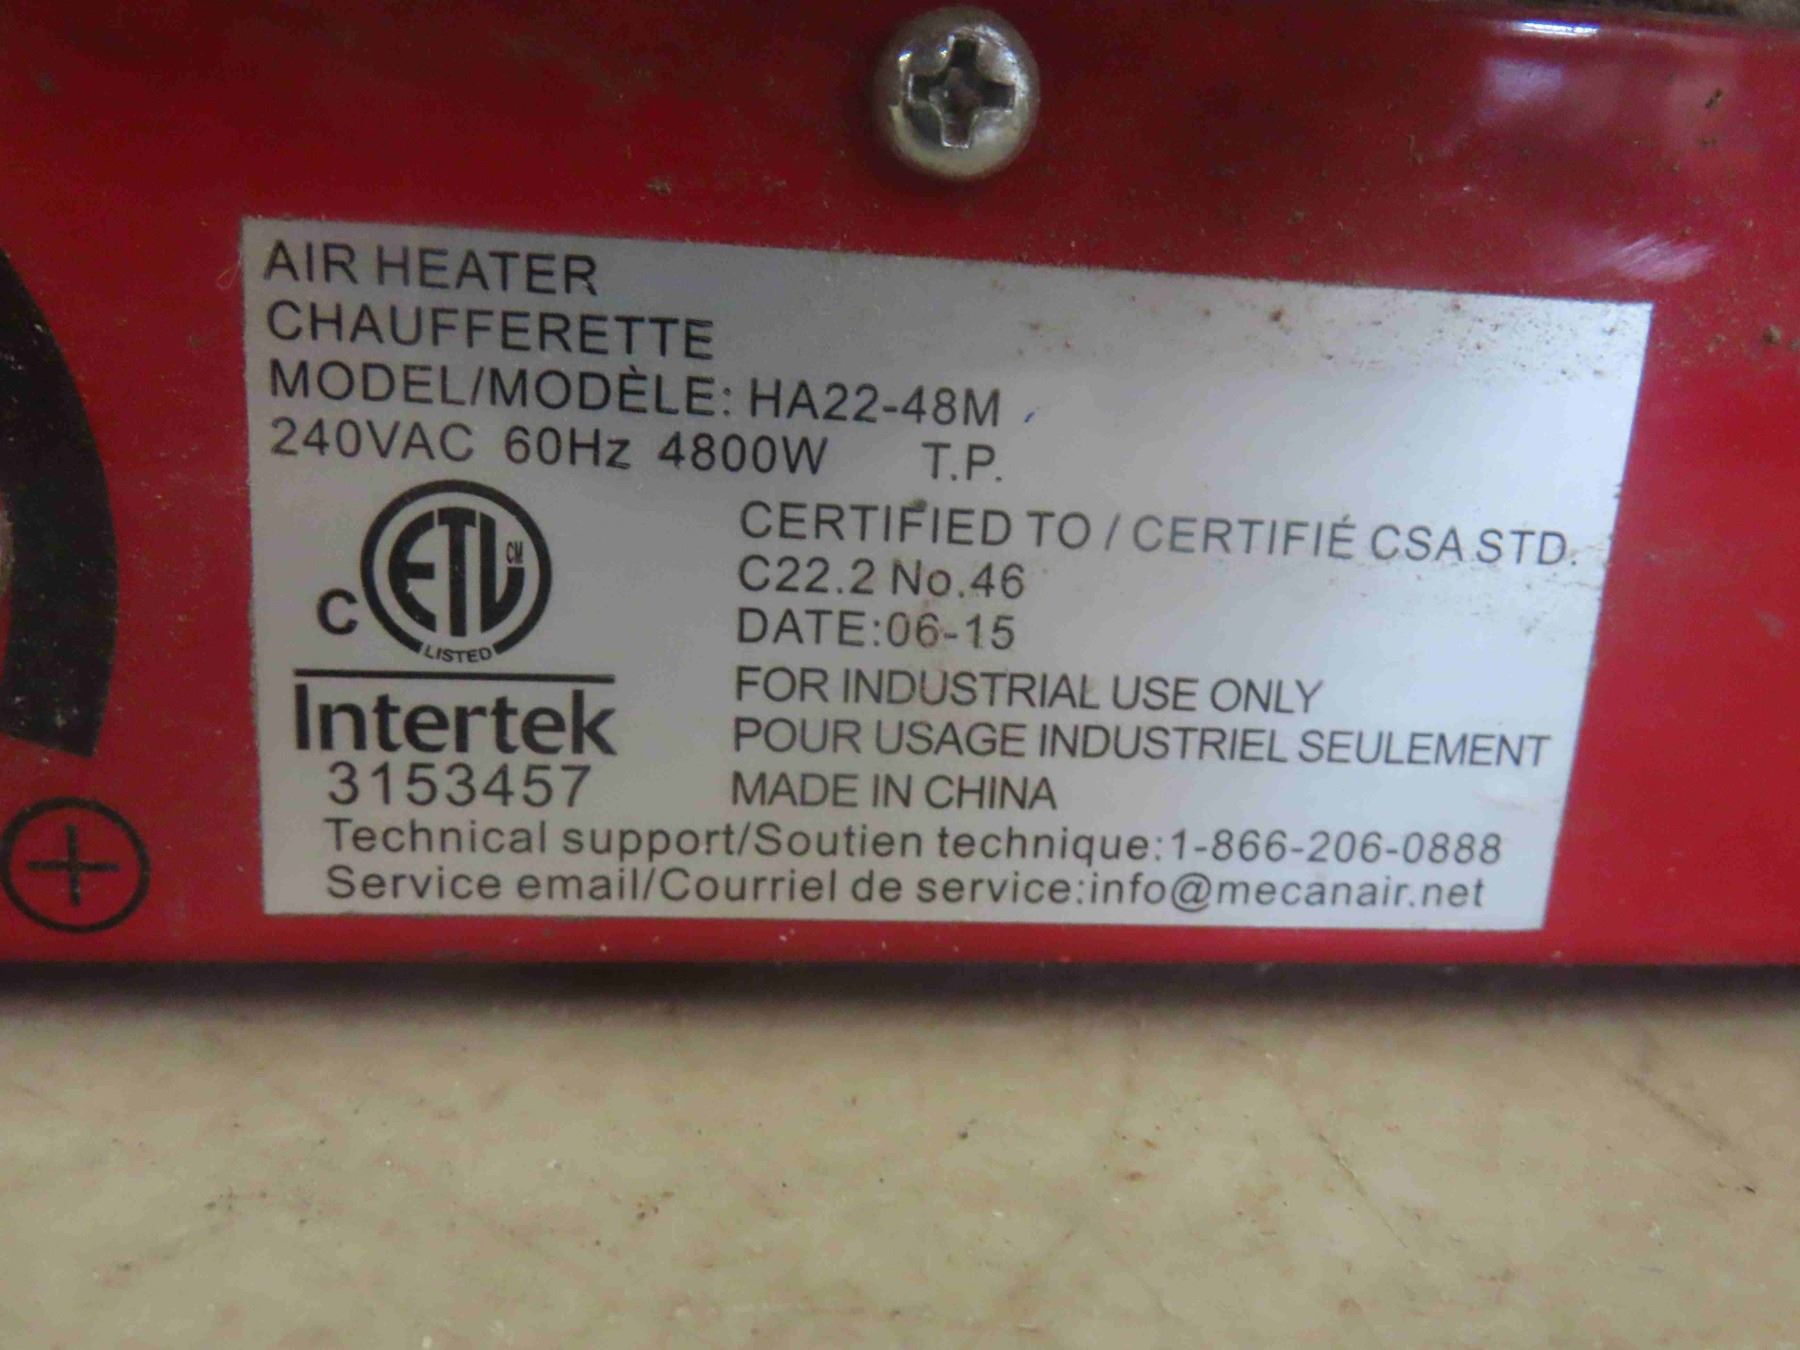 AIR HEATER
CHAUFFERETTE
MODEL/MODÈLE: HA22-48M
240VAC 60Hz 4800W T.P.
C ETL CM
LISTED
Intertek
3153457
CERTIFIED TO / CERTIFIÉ CSA STD.
C22.2 No.46
DATE:06-15
FOR INDUSTRIAL USE ONLY
POUR USAGE INDUSTRIEL SEULEMENT
MADE IN CHINA
Technical support/Soutien technique:1-866-206-0888
Service email/Courriel de service:info@mecanair.net